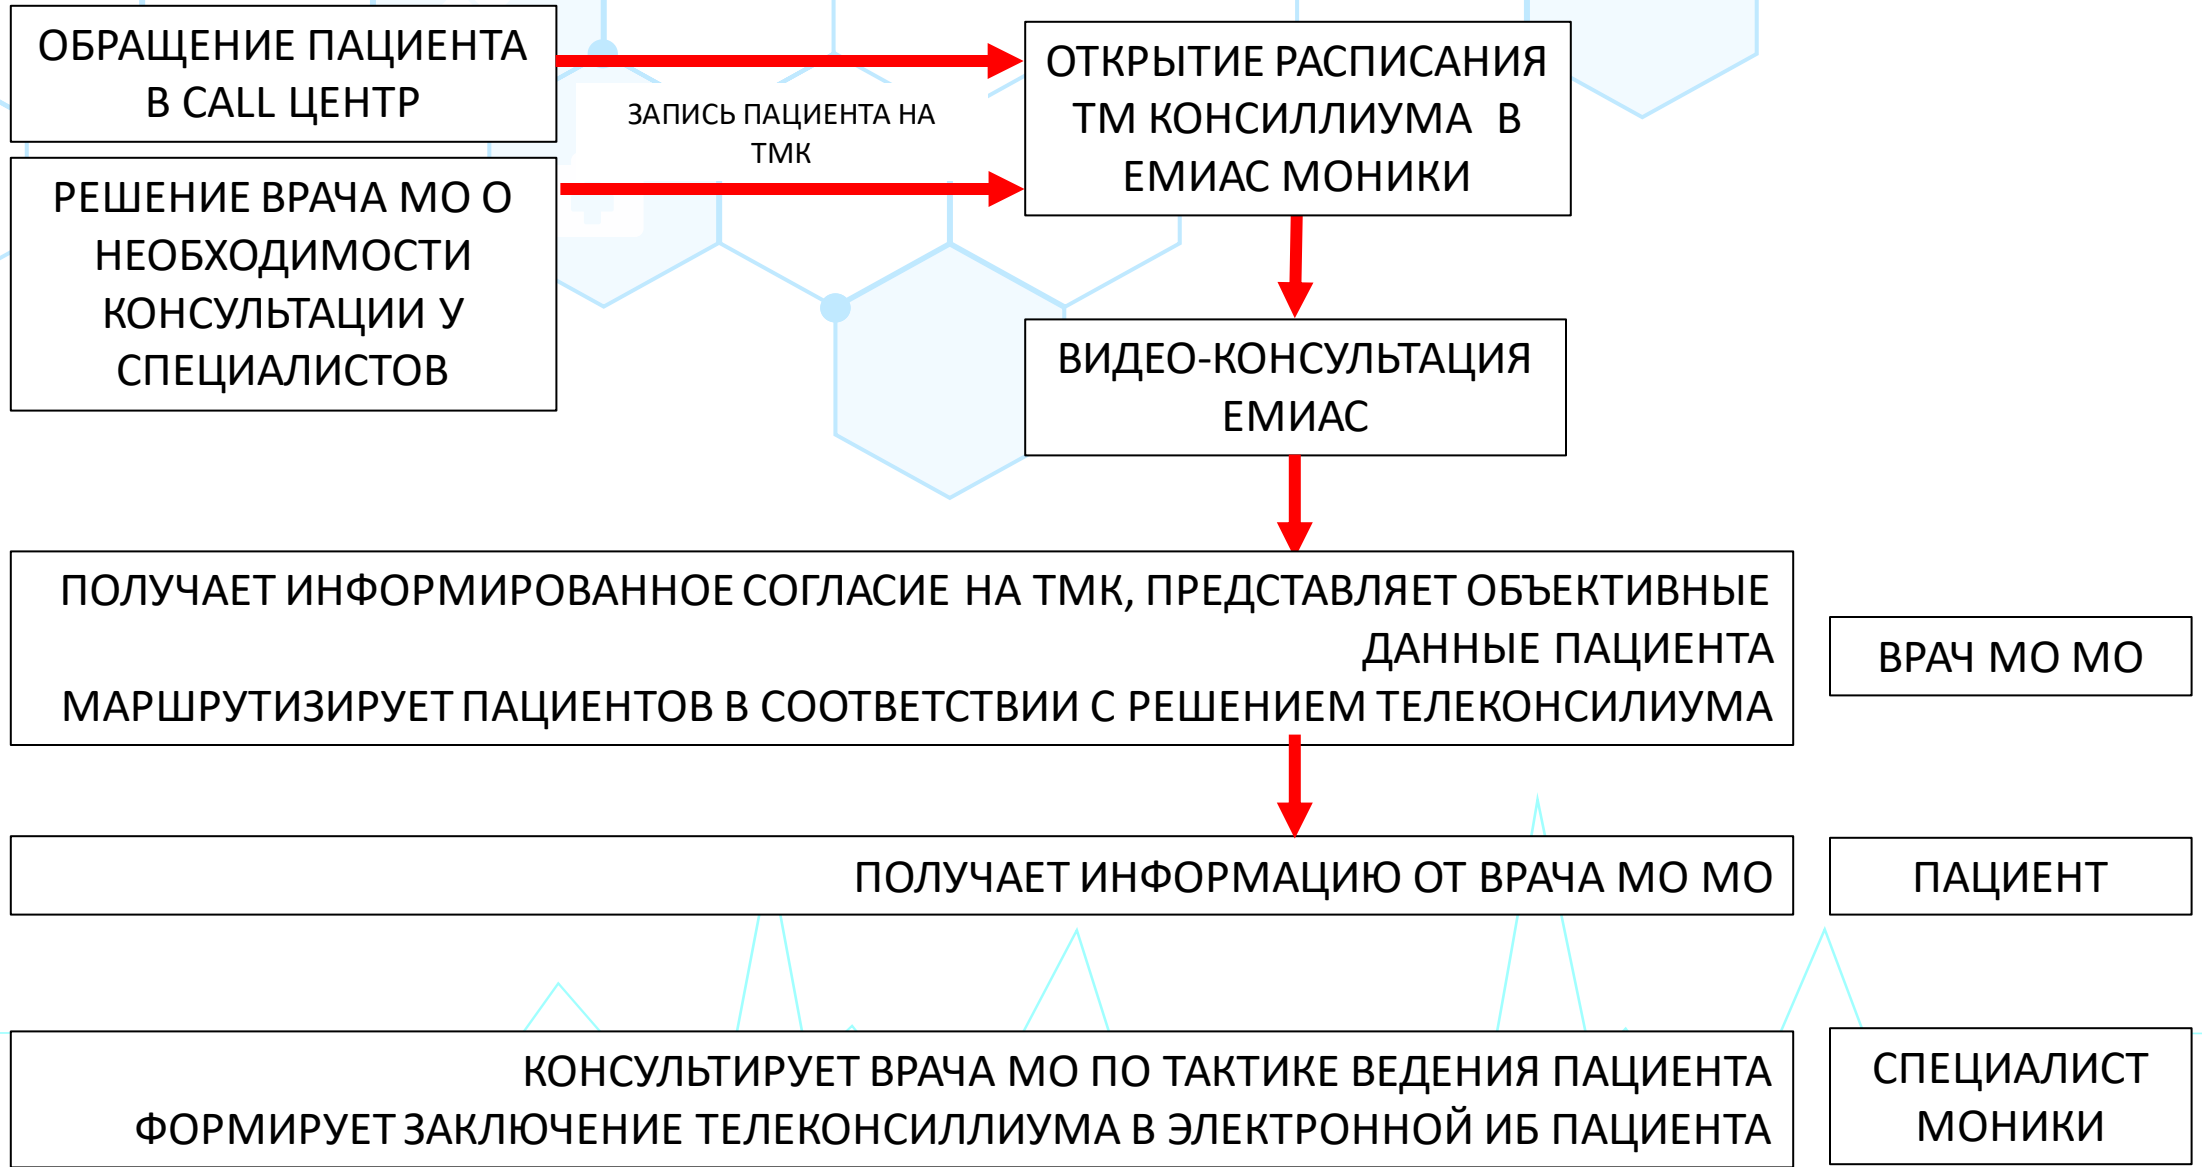 ОБРАЩЕНИЕ ПАЦИЕНТА
В CALL ЦЕНТР
РЕШЕНИЕ ВРАЧА МО О
НЕОБХОДИМОСТИ
КОНСУЛЬТАЦИИ У
СПЕЦИАЛИСТОВ
ЗАПИСЬ ПАЦИЕНТА НА
ТМК
ОТКРЫТИЕ РАСПИСАНИЯ
ТМ КОНСИЛЛИУМА В
ЕМИАС МОНИКИ
ВИДЕО-КОНСУЛЬТАЦИЯ
ЕМИАС
ПОЛУЧАЕТ ИНФОРМИРОВАННОЕ СОГЛАСИЕ НА ТМК, ПРЕДСТАВЛЯЕТ ОБЪЕКТИВНЫЕ
ДАННЫЕ ПАЦИЕНТА
МАРШРУТИЗИРУЕТ ПАЦИЕНТОВ В СООТВЕТСТВИИ С РЕШЕНИЕМ ТЕЛЕКОНСИЛИУМА
ВРАЧ МО МО
ПОЛУЧАЕТ ИНФОРМАЦИЮ ОТ ВРАЧА МО МО
ПАЦИЕНТ
КОНСУЛЬТИРУЕТ ВРАЧА МО ПО ТАКТИКЕ ВЕДЕНИЯ ПАЦИЕНТА
ФОРМИРУЕТ ЗАКЛЮЧЕНИЕ ТЕЛЕКОНСИЛЛИУМА В ЭЛЕКТРОННОЙ ИБ ПАЦИЕНТА
СПЕЦИАЛИСТ
МОНИКИ